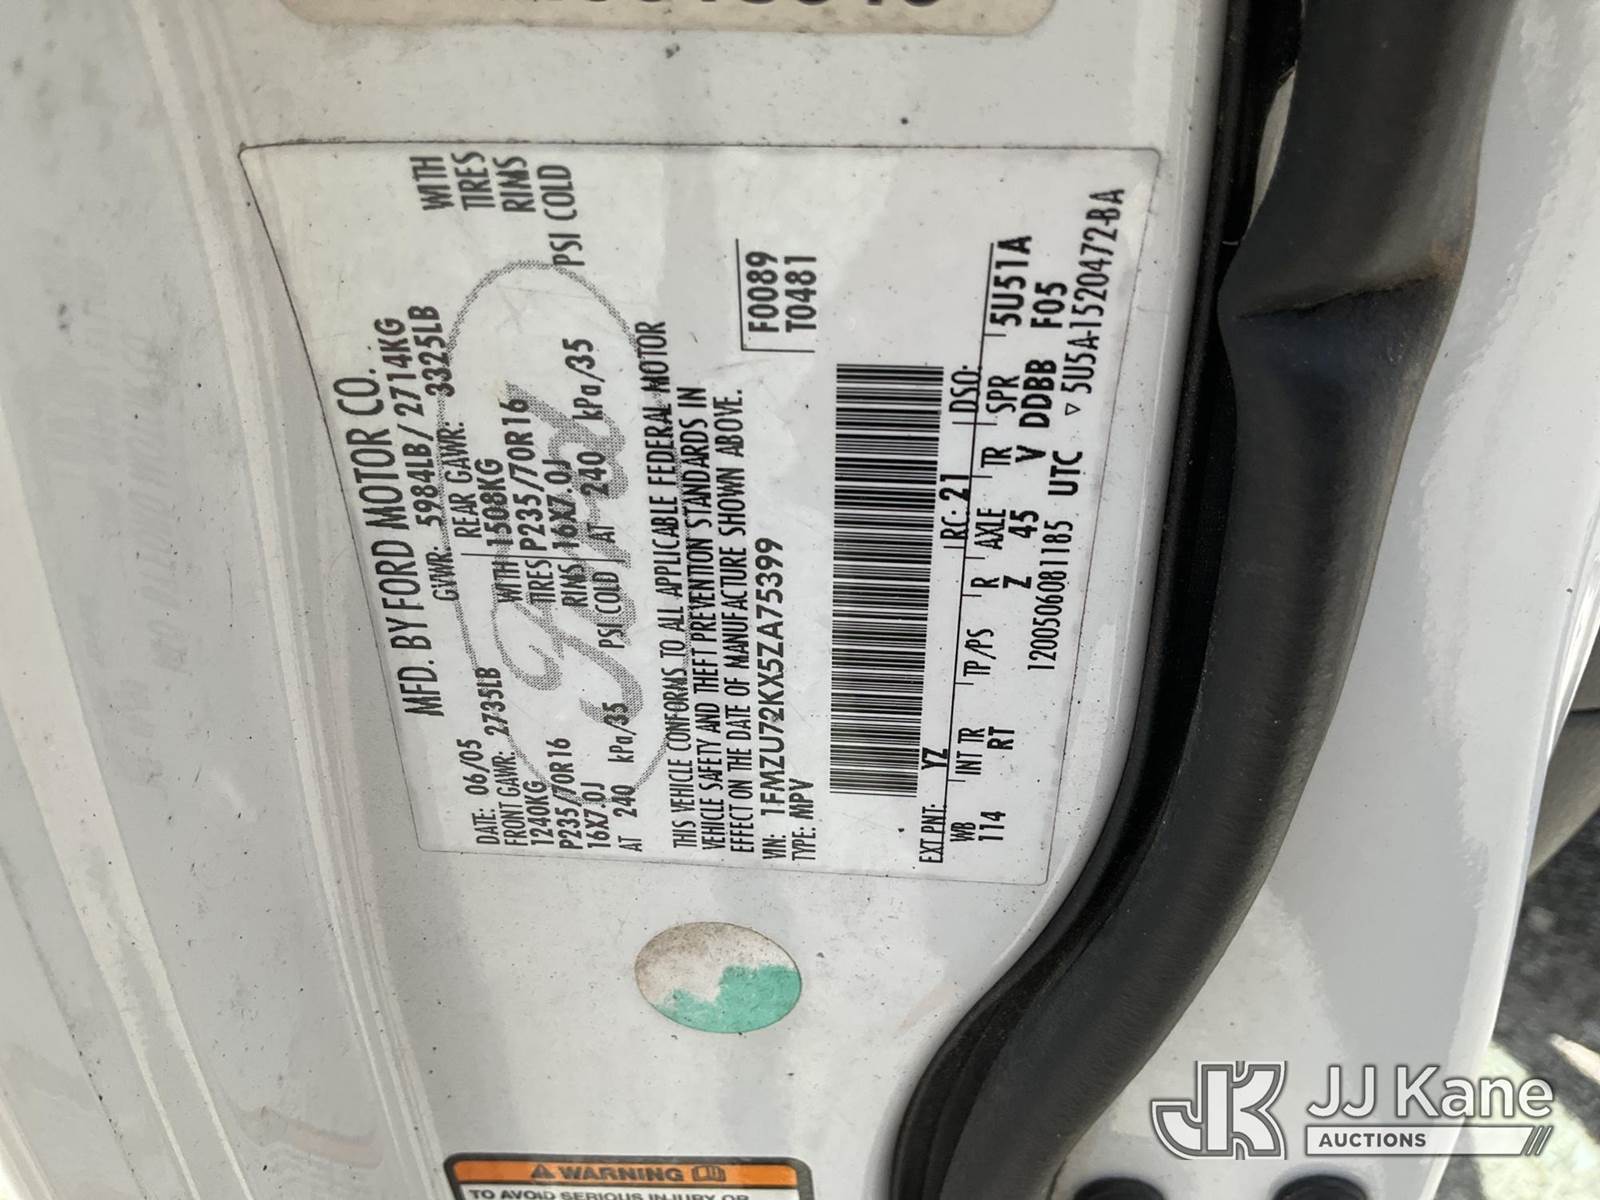 MFD. BY FORD MOTOR CO.
DATE: 06/05 GVWR: 5984LB/ 2714KG
FRONT GAWR: 2735LB REAR GAWR: 3325LB
1240KG WITH 1508KG WITH
P235/70R16 TIRES P235/70R16 TIRES
16X7.0J RIMS 16X7.0J RIMS
AT 240 kPa/35 PSI COLD AT 240 kPa/35 PSI COLD
Ford
THIS VEHICLE CONFORMS TO ALL APPLICABLE FEDERAL MOTOR
VEHICLE SAFETY AND THEFT PREVENTION STANDARDS IN
EFFECT ON THE DATE OF MANUFACTURE SHOWN ABOVE.
VIN: 1FMZU72KX5ZA75399 F0089
TYPE: MPV T0481
EXT PNT: YZ RC: 21 DSO:
WB INT TR TP/PS R AXLE TR SPR 5U51A
114 RT Z 45 V DDBB F05
120050608 1185 UTC ▽ 5U5A-1520472-BA
WARNING
TO AVOID SERIOUS INJURY OR
JK JJ Kane
AUCTIONS